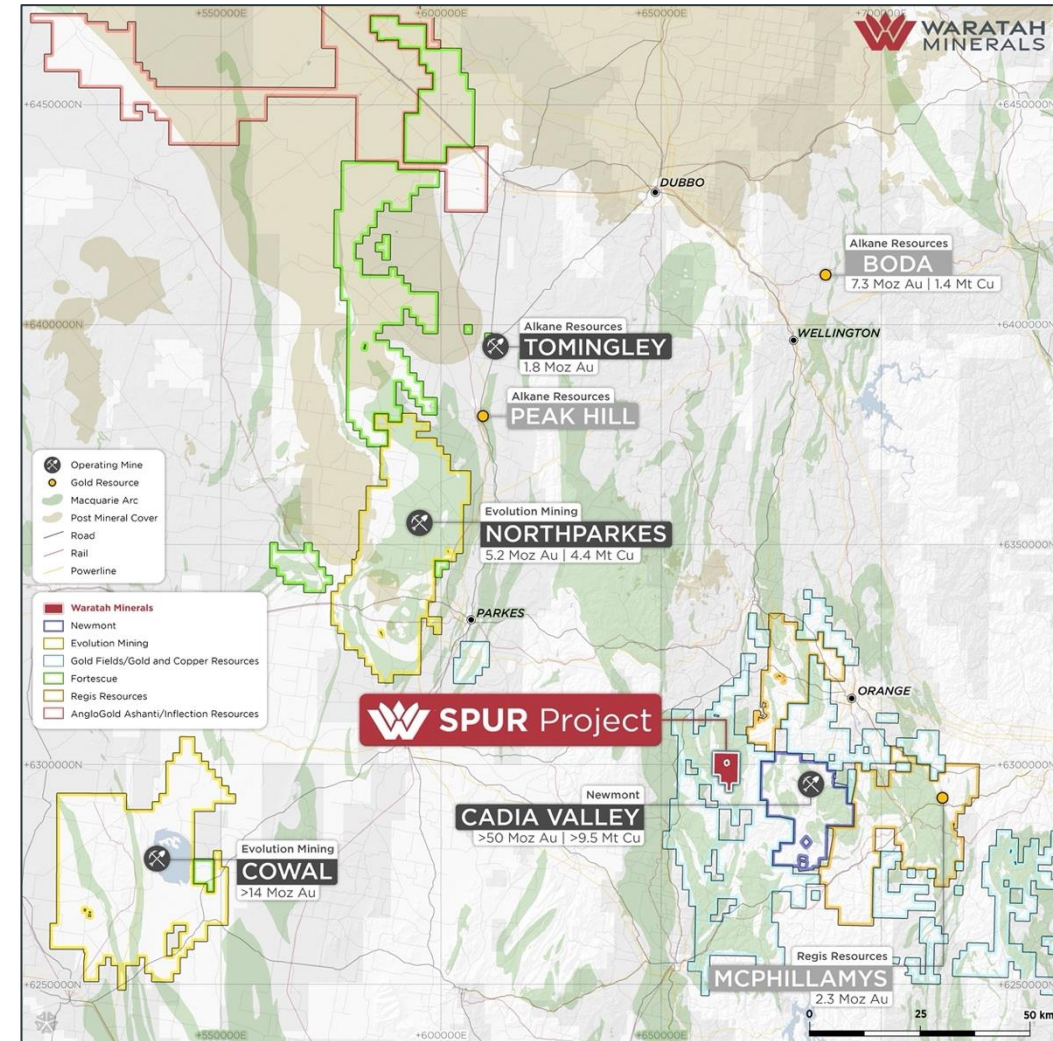 +550000E
+600000E
+650000E
+700000E
WARATAH
MINERALS
+6450000N
+6450000N
DUBBO
Alkane Resources
BODA
7.3 Moz Au | 1.4 Mt Cu
+6400000N
+6400000N
Alkane Resources
TOMINGLEY
1.8 Moz Au
WELLINGTON
Alkane Resources
PEAK HILL
Operating Mine
Gold Resource
Macquarie Arc
Post Mineral Cover
Road
Rail
Powerline
Evolution Mining
NORTHPARKES
5.2 Moz Au | 4.4 Mt Cu
+6350000N
PARKES
Waratah Minerals
Newmont
Evolution Mining
Gold Fields/Gold and Copper Resources
Fortescue
Regis Resources
AngloGold Ashanti/Inflection Resources
ORANGE
SPUR Project
+6300000N
+6300000N
Newmont
CADIA VALLEY
>50 Moz Au | >9.5 Mt Cu
Evolution Mining
COWAL
>14 Moz Au
Regis Resources
MCPHILLAMYS
2.3 Moz Au
+6250000N
+6250000N
0
25
50 km
+550000E
+600000E
+650000E